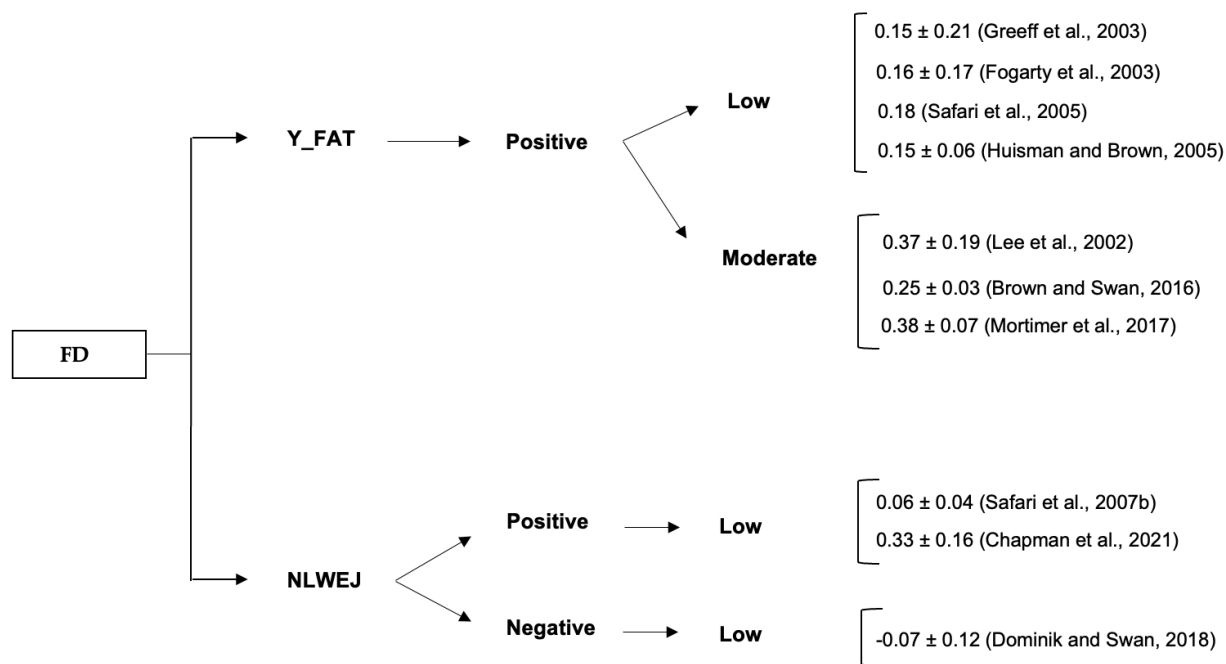 0.15 ± 0.21 (Greeff et al., 2003)
0.16 ± 0.17 (Fogarty et al., 2003)
Low
0.18 (Safari et al., 2005)
Y_FAT
Positive
0.15 ± 0.06 (Huisman and Brown, 2005)
0.37 ± 0.19 (Lee et al., 2002)
Moderate
0.25 ± 0.03 (Brown and Swan, 2016)
0.38 ± 0.07 (Mortimer et al., 2017)
FD
0.06 ± 0.04 (Safari et al., 2007b)
Positive
Low
0.33 ± 0.16 (Chapman et al., 2021)
NLWEJ
Negative
Low
-0.07 ± 0.12 (Dominik and Swan, 2018)